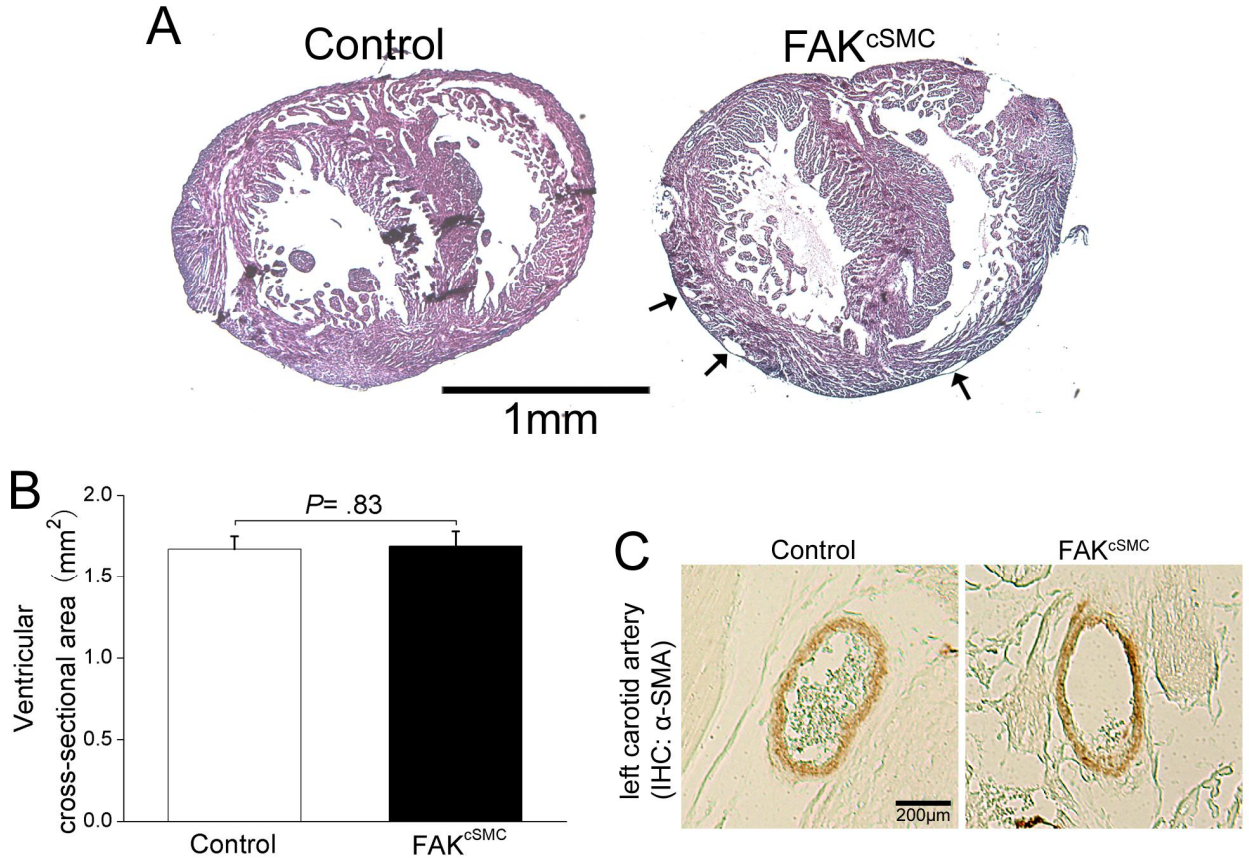 A
Control
FAKcSMC
1mm
B
Ventricular
cross-sectional area (mm2)
2.0
1.5
1.0
0.5
0.0
P= .83
Control
FAKcSMC
C
Control
FAKcSMC
left carotid artery
(IHC: α-SMA)
200μm